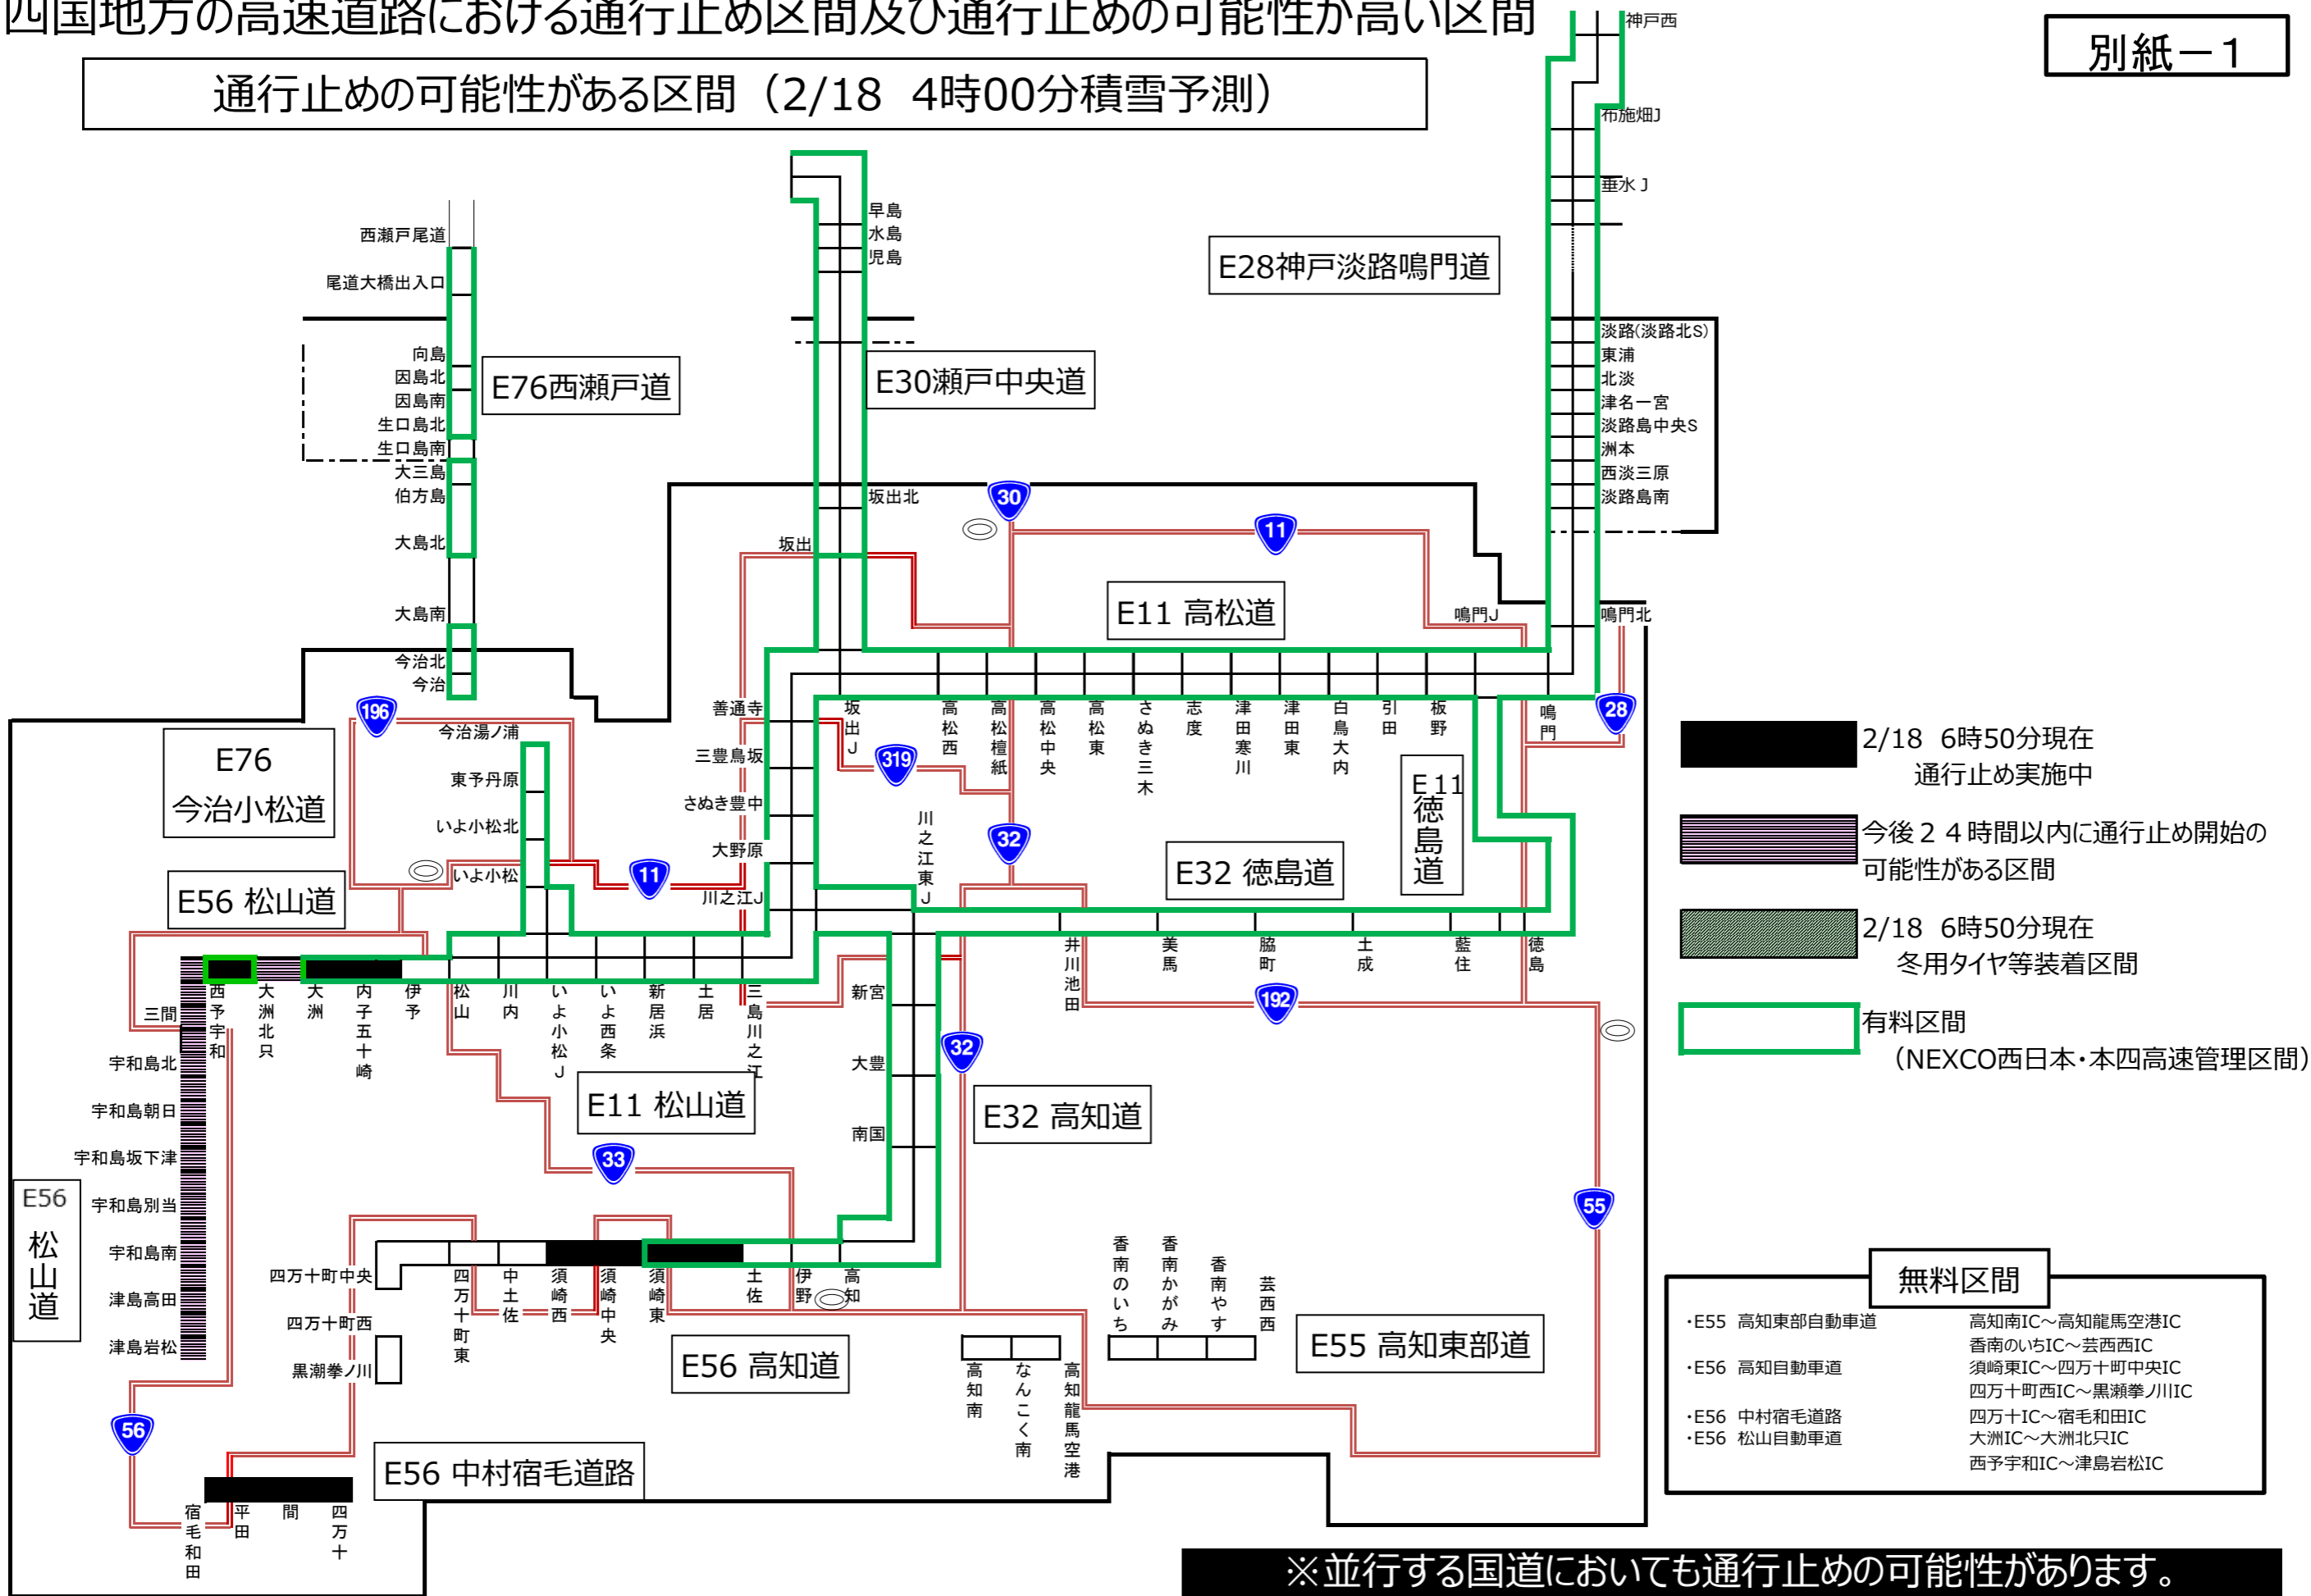 四国地方の高速道路における通行止め区間及び通行止めの可能性が高い区間
別紙－１
通行止めの可能性がある区間（2/18　4時00分積雪予測）
神戸西
布施畑J
垂水J
早島
水島
児島
西瀬戸尾道
尾道大橋出入口
E28神戸淡路鳴門道
向島
因島北
因島南
生口島北
生口島南
大三島
伯方島
大島北
大島南
今治北
今治
E76西瀬戸道
E30瀬戸中央道
淡路(淡路北S)
東浦
北淡
津名一宮
淡路島中央S
洲本
西淡三原
淡路島南
坂出北
坂出
30
11
E11 高松道
鳴門J
鳴門北
196
28
善通寺
三豊鳥坂
さぬき豊中
大野原
川之江J
坂出J
高松西
高松檀紙
高松中央
高松東
さぬき三木
志度
津田寒川
津田東
白鳥大内
引田
板野
鳴門
319
32
11
川之江東J
E11
徳島道
E32 徳島道
E76
今治小松道
今治湯ノ浦
東予丹原
いよ小松北
いよ小松
E56 松山道
西予宇和
大洲北只
大洲
内子五十崎
伊予
松山
川内
いよ小松J
いよ西条
新居浜
土居
三島川之江
井川池田
美馬
脇町
土成
藍住
徳島
新宮
大豊
南国
192
32
E11 松山道
E32 高知道
33
55
三間
宇和島北
宇和島朝日
宇和島坂下津
宇和島別当
宇和島南
津島高田
津島岩松
E56
松山道
四万十町中央
四万十町西
黒潮拳ノ川
四万十町東
中土佐
須崎西
須崎中央
須崎東
土佐
伊野
高知
E56 高知道
高知南
なんこく南
高知龍馬空港
香南のいち
香南かがみ
香南やす
芸西西
E55 高知東部道
56
E56 中村宿毛道路
宿毛和田
平田
間
四万十
2/18　6時50分現在
通行止め実施中
今後２４時間以内に通行止め開始の
可能性がある区間
2/18　6時50分現在
冬用タイヤ等装着区間
有料区間
（NEXCO西日本・本四高速管理区間）
無料区間
・E55 高知東部自動車道　高知南IC～高知龍馬空港IC
香南のいちIC～芸西西IC
・E56 高知自動車道　須崎東IC～四万十町中央IC
四万十町西IC～黒瀬拳ノ川IC
・E56 中村宿毛道路　四万十IC～宿毛和田IC
・E56 松山自動車道　大洲IC～大洲北只IC
西予宇和IC～津島岩松IC
※並行する国道においても通行止めの可能性があります。